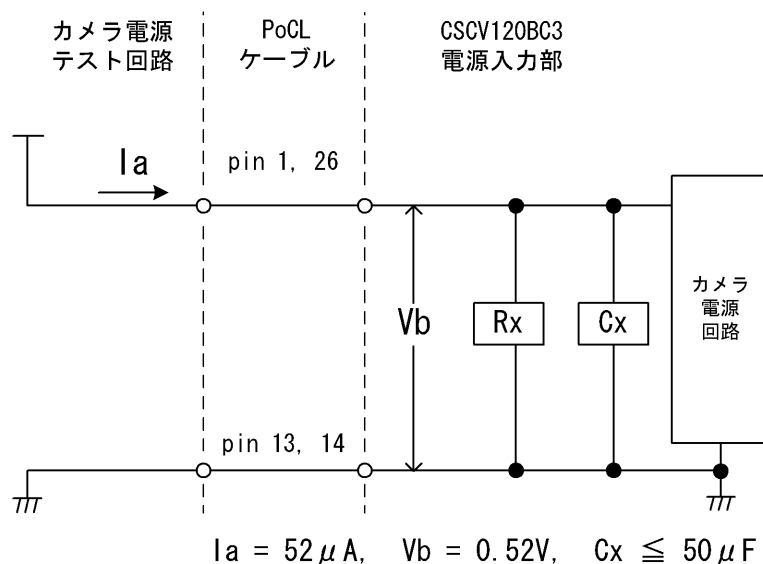 カメラ電源
テスト回路
PoCL
ケーブル
CSCV120BC3
電源入力部
Ia
pin 1, 26
Vb
Rx
Cx
カメラ
電源
回路
pin 13, 14
Ia = 52μA,　Vb = 0.52V,　Cx ≦ 50μF